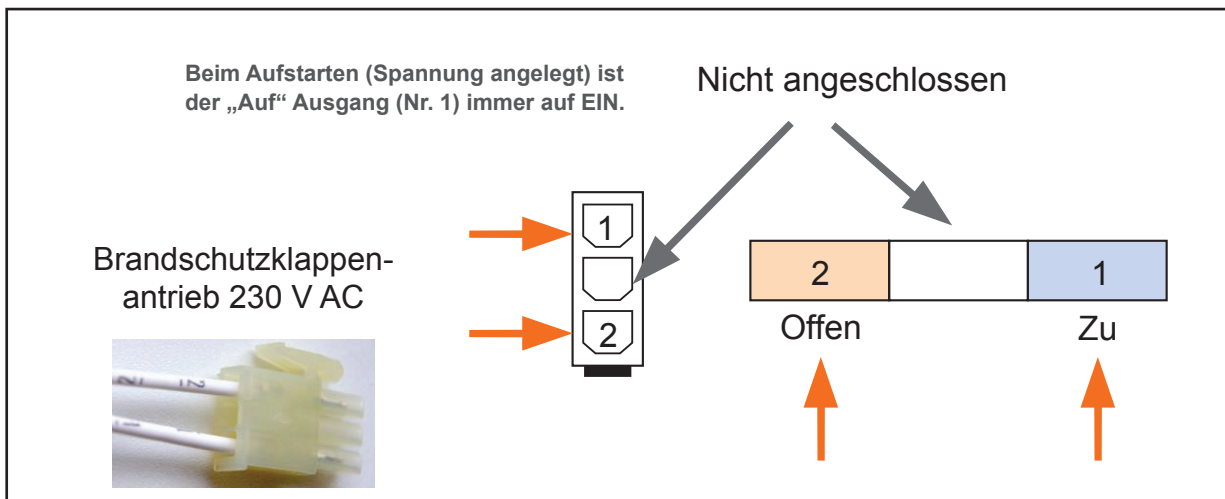 Beim Aufstarten (Spannung angelegt) ist
der „Auf“ Ausgang (Nr. 1) immer auf EIN.
Nicht angeschlossen
Brandschutzklappen-
antrieb 230 V AC
1
2
2
1
Offen
Zu
2